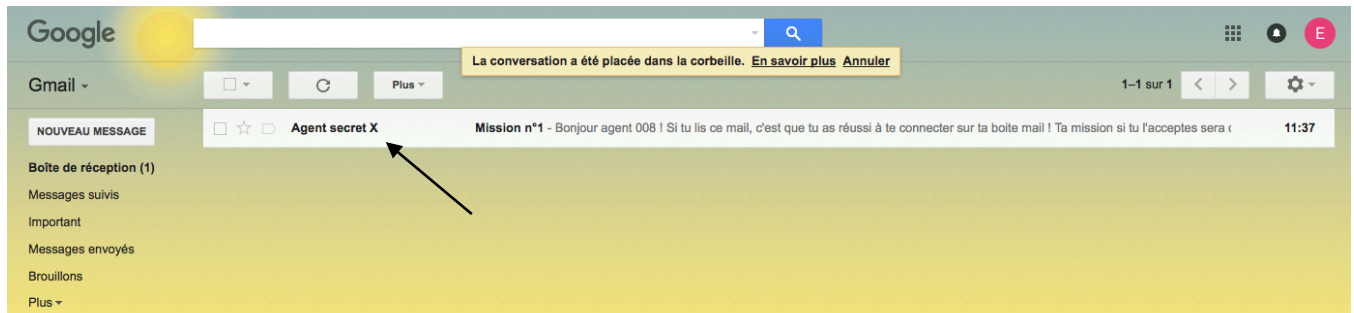 Google
E
La conversation a été placée dans la corbeille. En savoir plus Annuler
Gmail
Plus
1–1 sur 1
NOUVEAU MESSAGE
Agent secret X
Mission n°1 - Bonjour agent 008 ! Si tu lis ce mail, c'est que tu as réussi à te connecter sur ta boite mail ! Ta mission si tu l'acceptes sera
11:37
Boîte de réception (1)
Messages suivis
Important
Messages envoyés
Brouillons
Plus